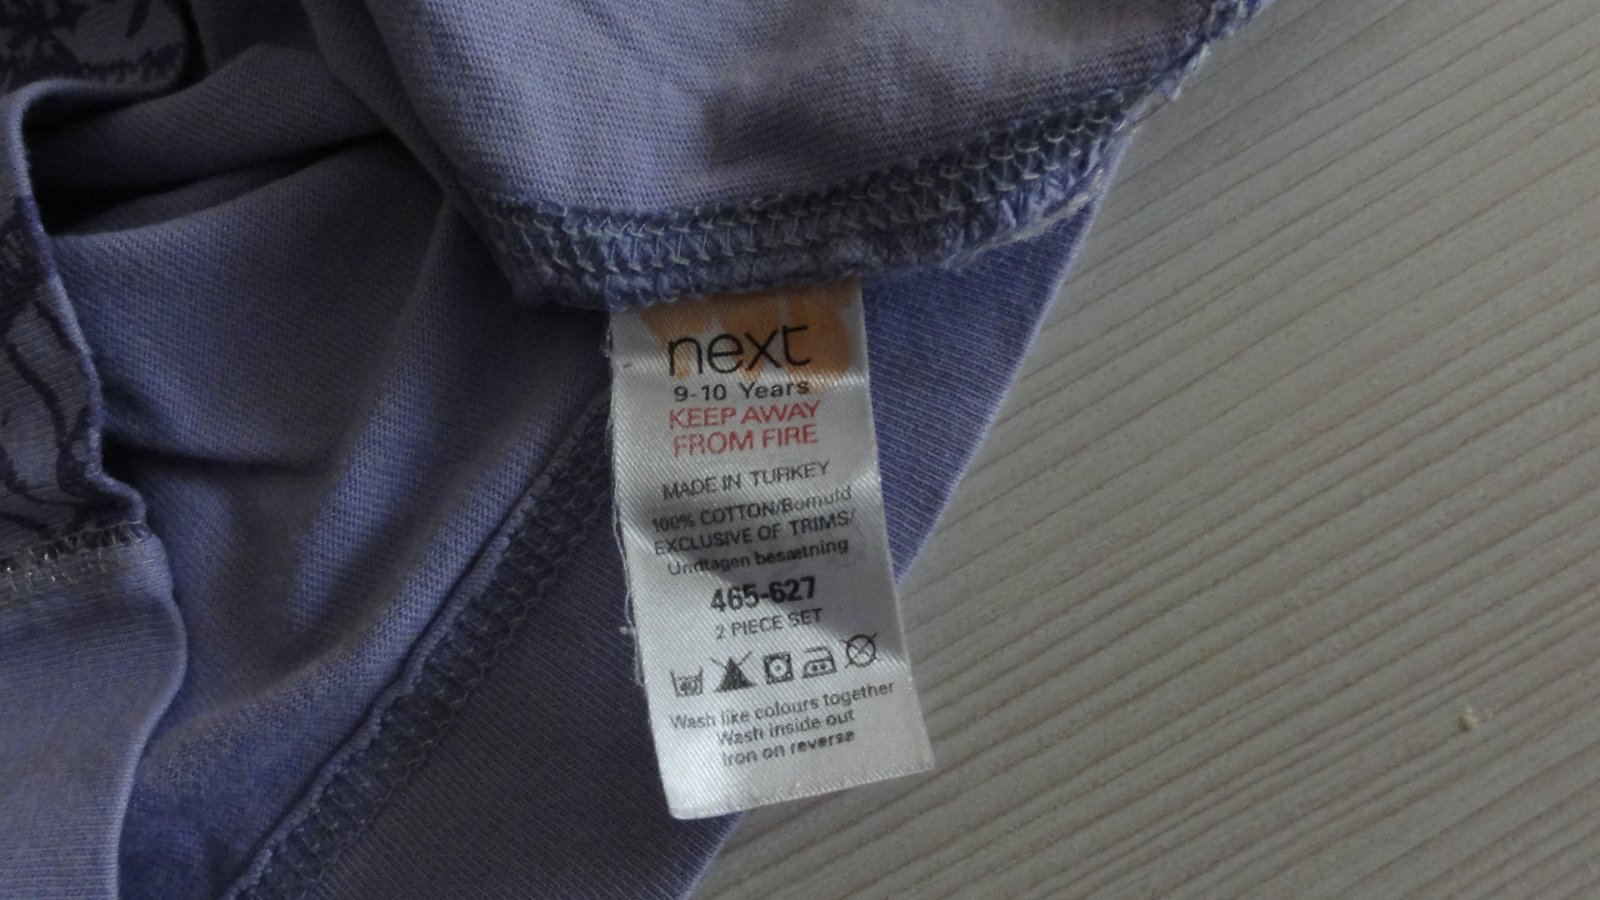 next
9-10 Years
KEEP AWAY
FROM FIRE
MADE IN TURKEY
100% COTTON/Bomuld
EXCLUSIVE OF TRIMS/
Undtagen besætning
465-627
2 PIECE SET
Wash like colours together
Wash inside out
Iron on reverse